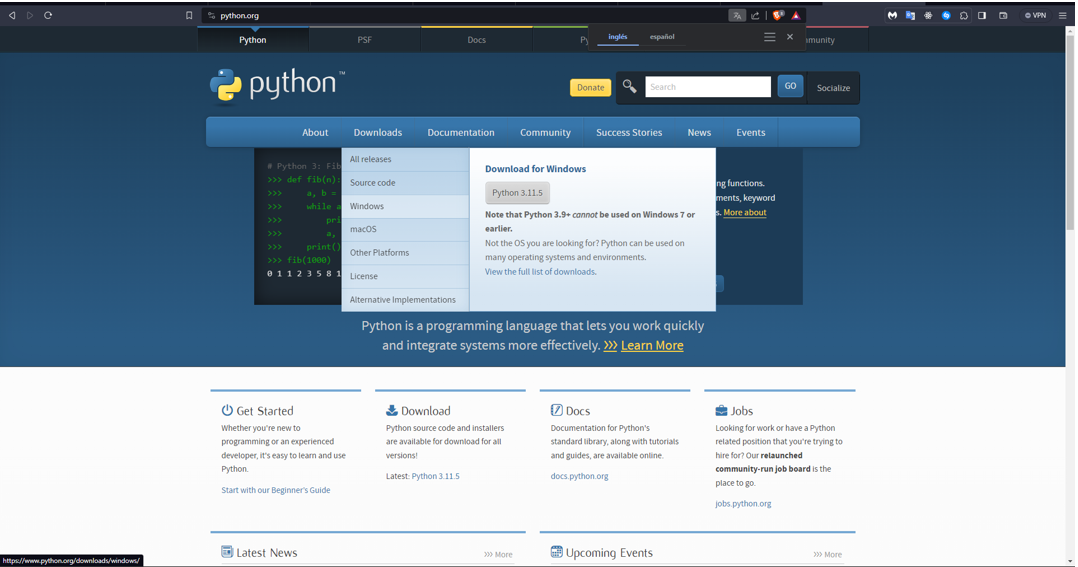 python.org
VPN
Python
PSF
Docs
Py
inglés
español
munity
python™
Donate
Search
GO
Socialize
About
Downloads
Documentation
Community
Success Stories
News
Events
# Python 3: Fib
>>> def fib(n):
>>> a, b =
>>> while a
>>> pri
>>> a,
>>> print()
>>> fib(1000)
0 1 1 2 3 5 8 1
All releases
Source code
Windows
macOS
Other Platforms
License
Alternative Implementations
Download for Windows
Python 3.11.5
Note that Python 3.9+ cannot be used on Windows 7 or
earlier.
Not the OS you are looking for? Python can be used on
many operating systems and environments.
View the full list of downloads.
ng functions.
ments, keyword
s. More about
Python is a programming language that lets you work quickly
and integrate systems more effectively. >>> Learn More
Get Started
Whether you're new to
programming or an experienced
developer, it's easy to learn and use
Python.
Start with our Beginner's Guide
Download
Python source code and installers
are available for download for all
versions!
Latest: Python 3.11.5
Docs
Documentation for Python's
standard library, along with tutorials
and guides, are available online.
docs.python.org
Jobs
Looking for work or have a Python
related position that you're trying to
hire for? Our relaunched
community-run job board is the
place to go.
jobs.python.org
Latest News
>>> More
Upcoming Events
>>> More
https://www.python.org/downloads/windows/